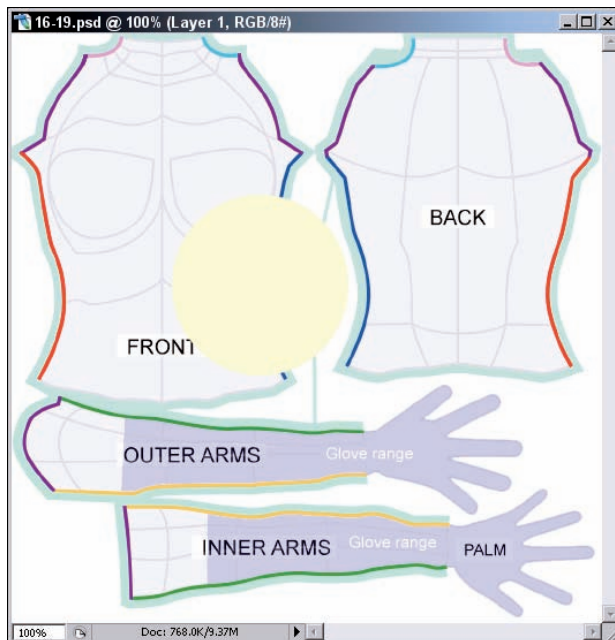 16-19.psd @ 100% (Layer 1, RGB/8#)
BACK
FRONT
OUTER ARMS
Glove range
INNER ARMS
Glove range
PALM
100%
Doc: 768.0K/9.37M